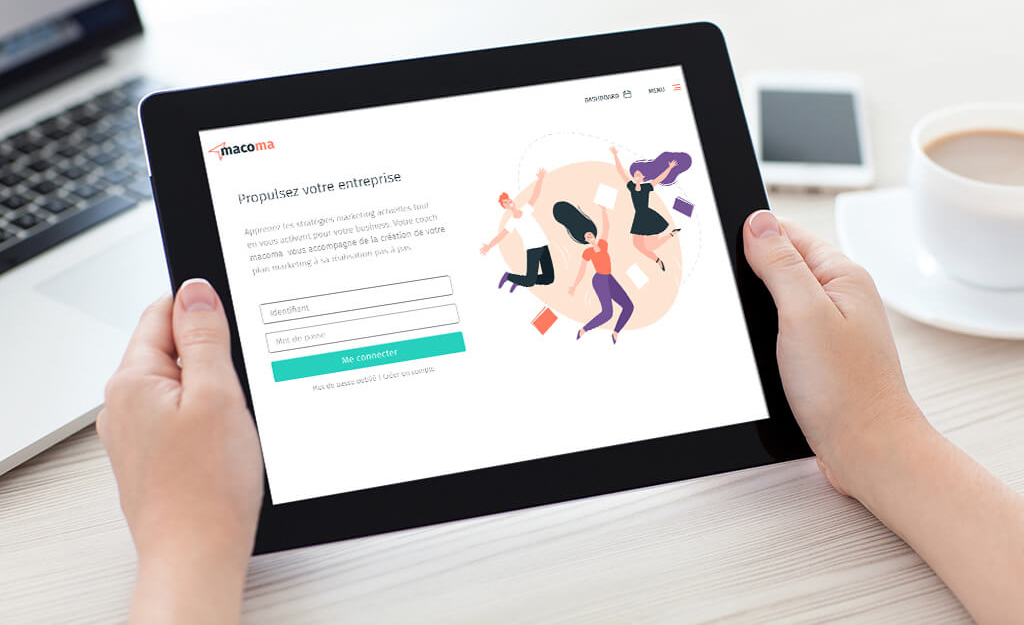 DASHBOARD MENU
macoma
Propulsez votre entreprise
Apprenez les stratégies marketing actuelles tout
en vous activant pour votre business. Votre coach
macoma vous accompagne de la création de votre
plan marketing à sa réalisation pas à pas.
Identifiant
Mot de passe
Me connecter
Mot de passe oublié | Créer un compte